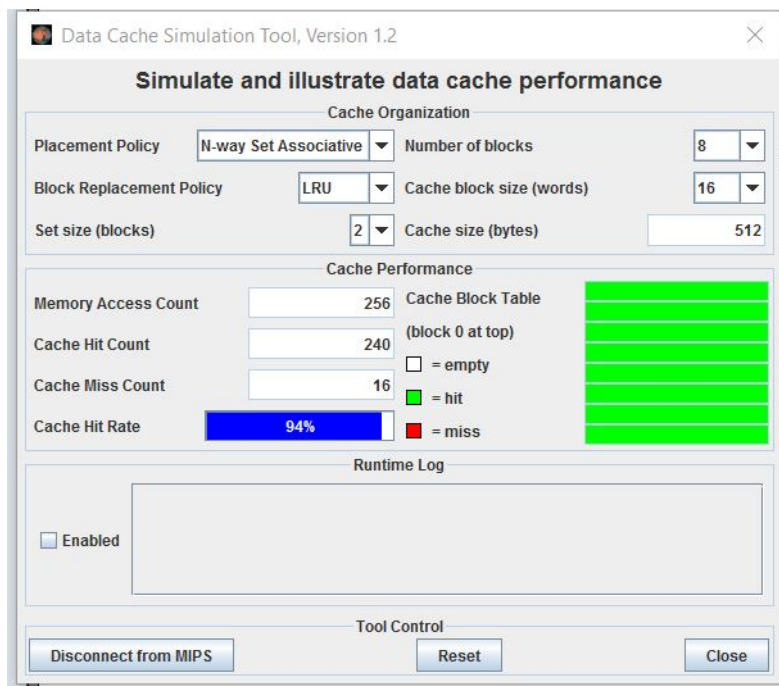 Data Cache Simulation Tool, Version 1.2
Simulate and illustrate data cache performance
Cache Organization
Placement Policy N-way Set Associative Number of blocks 8
Block Replacement Policy LRU Cache block size (words) 16
Set size (blocks) 2 Cache size (bytes) 512
Cache Performance
Memory Access Count 256 Cache Block Table
(block 0 at top)
Cache Hit Count 240
= empty
Cache Miss Count 16
= hit
Cache Hit Rate 94%
= miss
Runtime Log
Enabled
Tool Control
Disconnect from MIPS Reset Close